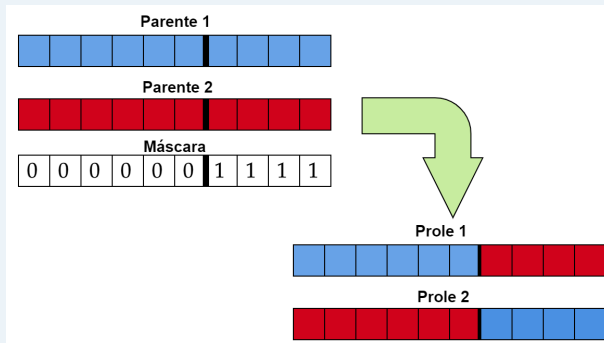 Parente 1
Parente 2
Máscara
0 0 0 0 0 0 1 1 1 1
Prole 1
Prole 2